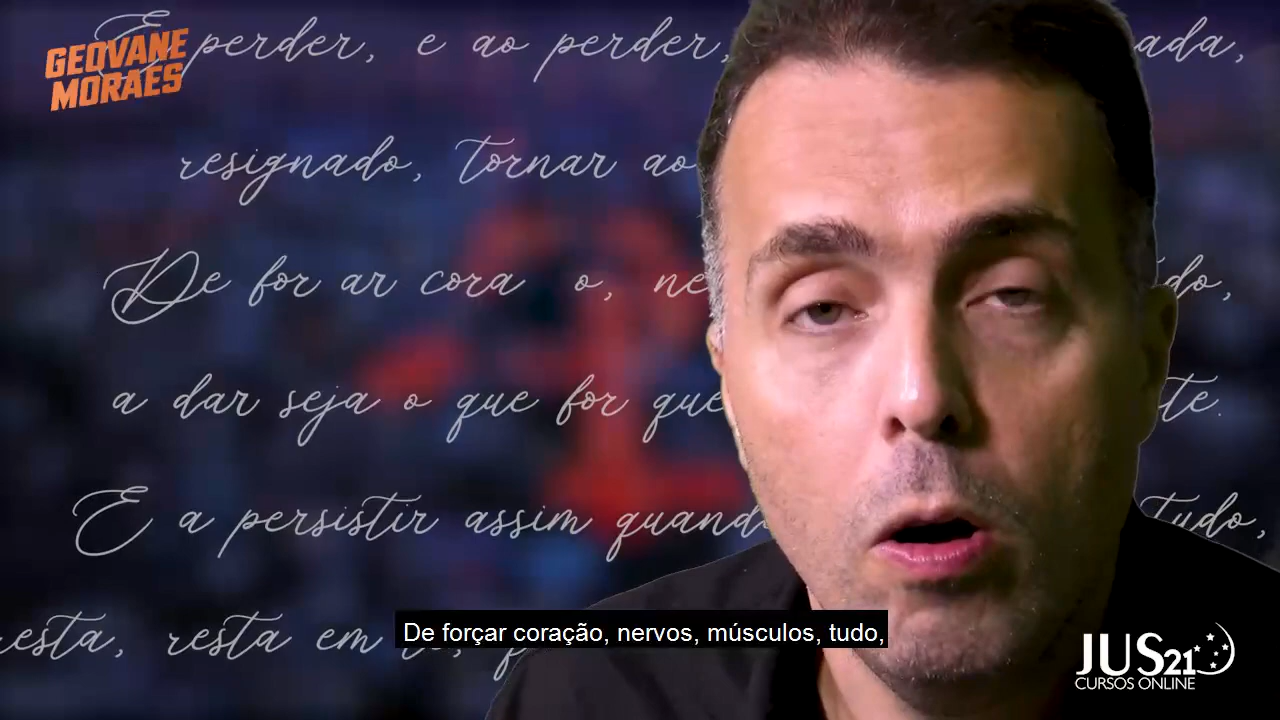 GEOVANE
MORAES
E perder, e ao perder, ada,
resignado, tornar ao
De for ar cora o, ne do,
a dar seja o que for que te.
E a persistir assim quand tudo,
resta, resta em
De forçar coração, nervos, músculos, tudo,
JUS21
CURSOS ONLINE